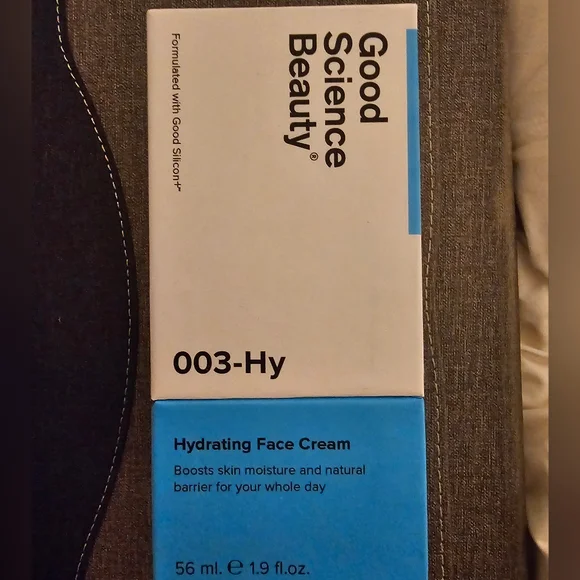 Good
Science
Beauty®
Formulated with Good Silicon+™
003-Hy
Hydrating Face Cream
Boosts skin moisture and natural
barrier for your whole day
56 ml. ℮ 1.9 fl.oz.